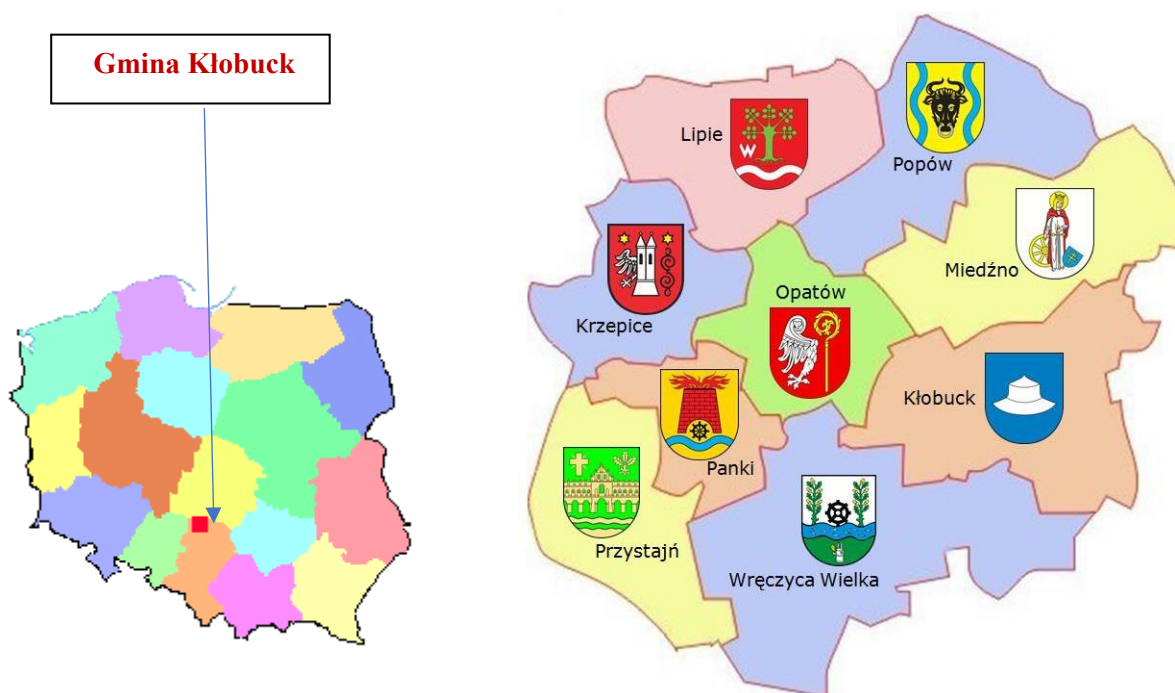 Gmina Kłobuck
Lipie
W
Popów
Miedźno
Opatów
Krzepice
Kłobuck
Panki
Przystajń
Wręczyca Wielka